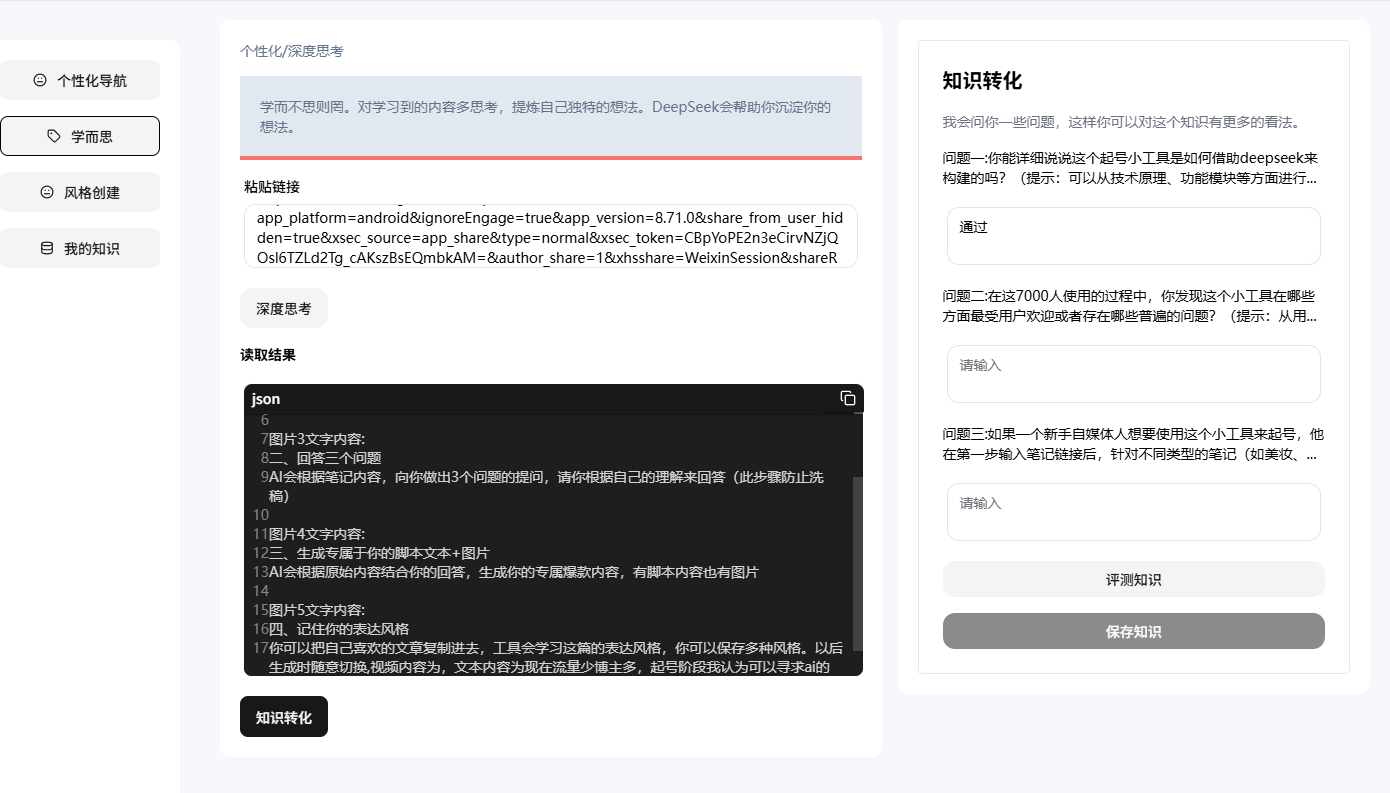 个性化导航
学而思
风格创建
我的知识
个性化/深度思考
学而不思则罔。对学习到的内容多思考，提炼自己独特的想法。DeepSeek会帮助你沉淀你的
想法。
粘贴链接
app_platform=android&ignoreEngage=true&app_version=8.71.0&share_from_user_hid
den=true&xsec_source=app_share&type=normal&xsec_token=CBpYoPE2n3eCirvNZjQ
Osl6TZLd2Tg_cAKszBsEQmbkAM=&author_share=1&xhsshare=WeixinSession&shareR
深度思考
读取结果
json
6
7图片3文字内容:
8二、回答三个问题
9AI会根据笔记内容，向你做出3个问题的提问，请你根据自己的理解来回答（此步骤防止洗
稿）
10
11图片4文字内容:
12三、生成专属于你的脚本文本+图片
13AI会根据原始内容结合你的回答，生成你的专属爆款内容，有脚本内容也有图片
14
15图片5文字内容:
16四、记住你的表达风格
17你可以把自己喜欢的文章复制进去，工具会学习这篇的表达风格，你可以保存多种风格。以后
生成时随意切换,视频内容为，文本内容为现在流量少博主多，起号阶段我认为可以寻求ai的
知识转化
知识转化
我会问你一些问题，这样你可以对这个知识有更多的看法。
问题一:你能详细说说这个起号小工具是如何借助deepseek来
构建的吗？（提示：可以从技术原理、功能模块等方面进行...
通过
问题二:在这7000人使用的过程中，你发现这个小工具在哪些
方面最受用户欢迎或者存在哪些普遍的问题？（提示：从用...
请输入
问题三:如果一个新手自媒体人想要使用这个小工具来起号，他
在第一步输入笔记链接后，针对不同类型的笔记（如美妆、...
请输入
评测知识
保存知识